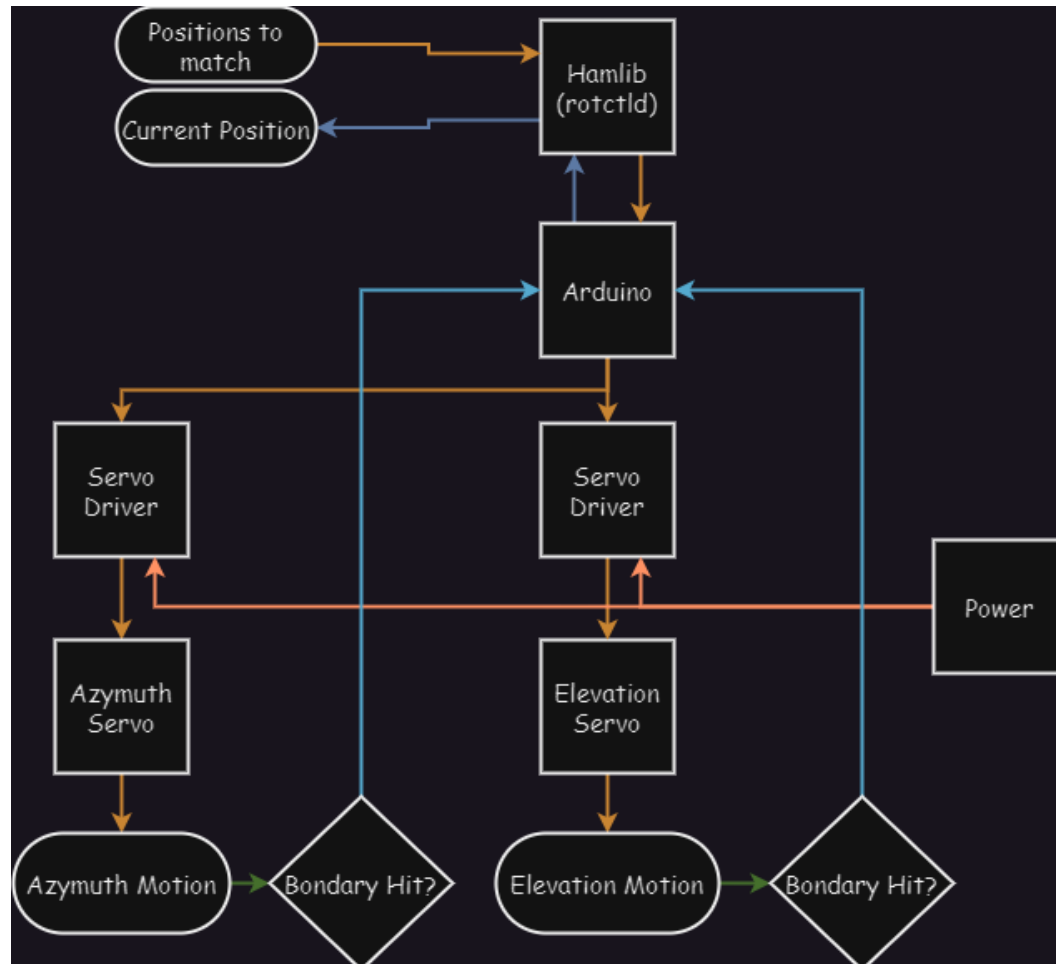 Positions to
match
Current Position
Hamlib
(rotctld)
Arduino
Servo
Driver
Servo
Driver
Power
Azymuth
Servo
Elevation
Servo
Azymuth Motion
Bondary Hit?
Elevation Motion
Bondary Hit?